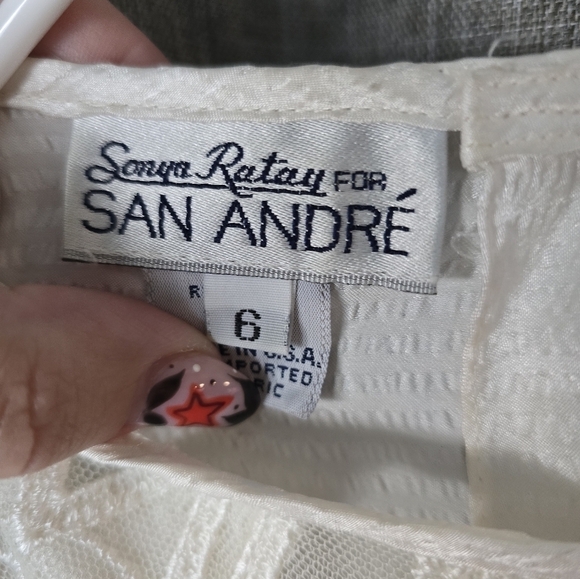 Sonya Ratay FOR
SAN ANDRÉ
6
U.S.A.